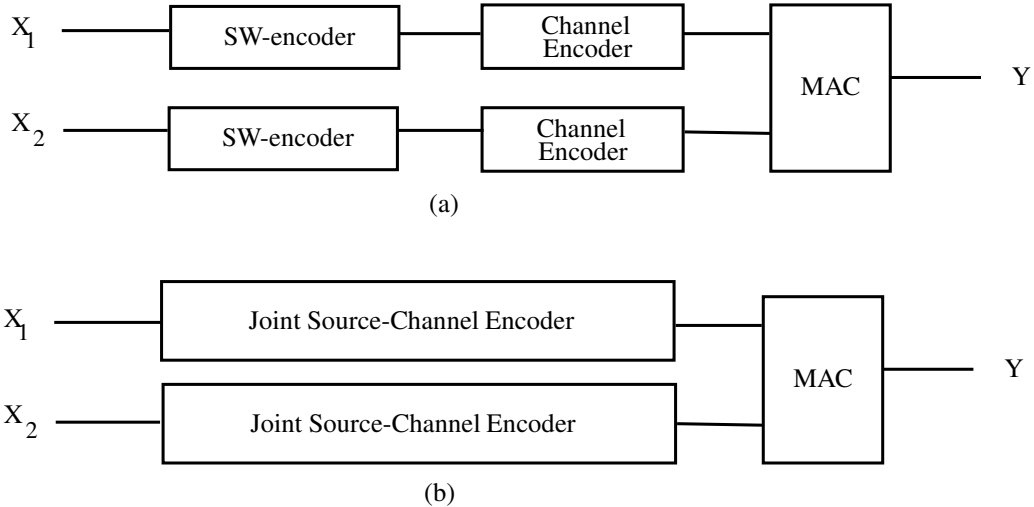 X1
SW-encoder
Channel
Encoder
MAC
Y
X2
SW-encoder
Channel
Encoder
(a)
X1
Joint Source-Channel Encoder
MAC
Y
X2
Joint Source-Channel Encoder
(b)